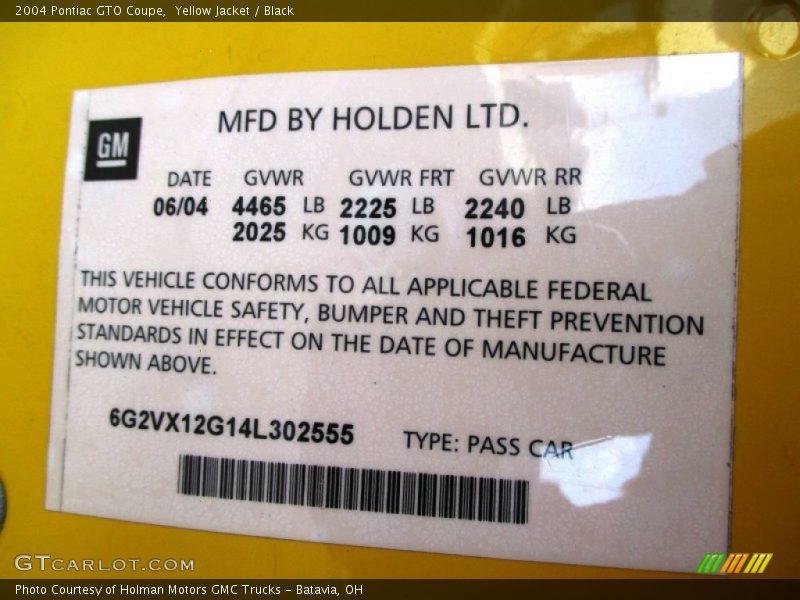 2004 Pontiac GTO Coupe,  Yellow Jacket / Black
GM
MFD BY HOLDEN LTD.
DATE GVWR GVWR FRT GVWR RR
06/04 4465 LB 2225 LB 2240 LB
2025 KG 1009 KG 1016 KG
THIS VEHICLE CONFORMS TO ALL APPLICABLE FEDERAL
MOTOR VEHICLE SAFETY, BUMPER AND THEFT PREVENTION
STANDARDS IN EFFECT ON THE DATE OF MANUFACTURE
SHOWN ABOVE.
6G2VX12G14L302555 TYPE: PASS CAR
GTCARLOT.COM
Photo Courtesy of Holman Motors GMC Trucks - Batavia, OH